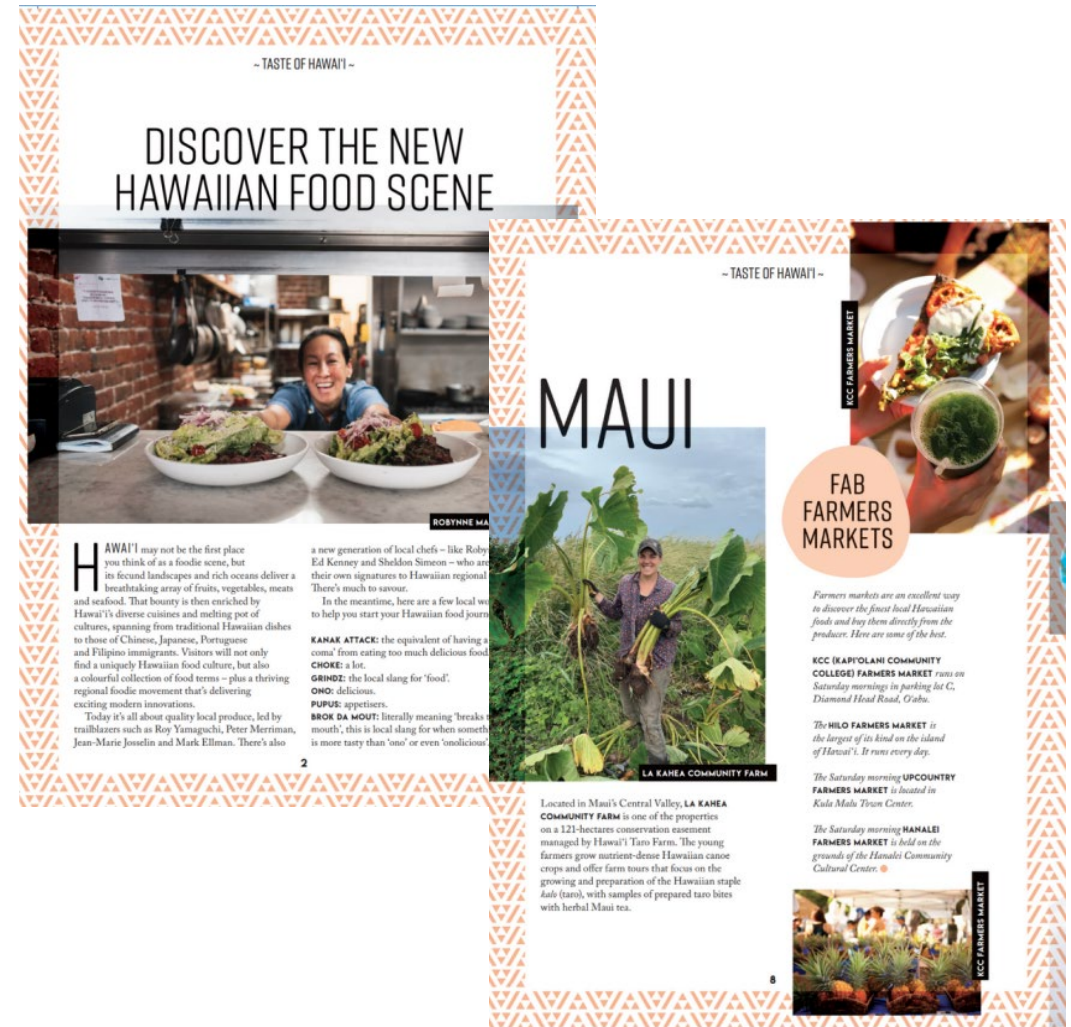 ~ TASTE OF HAWAI'I ~
DISCOVER THE NEW
HAWAIIAN FOOD SCENE
ROBYNNE
HAWAI'I may not be the first place
you think of as a foodie scene, but
its fecund landscapes and rich oceans deliver a
breathtaking array of fruits, vegetables, meats
and seafood. That bounty is then enriched by
Hawai'i's diverse cuisines and melting pot of
cultures, spanning from traditional Hawaiian dishes
to those of Chinese, Japanese, Portuguese
and Filipino immigrants. Visitors will not only
find a uniquely Hawaiian food culture, but also
a colourful collection of food terms – plus a thriving
regional foodie movement that's delivering
exciting modern innovations.
Today it's all about quality local produce, led by
trailblazers such as Roy Yamaguchi, Peter Merriman,
Jean-Marie Josselin and Mark Ellman. There's also
a new generation of local chefs – like
Ed Kenney and Sheldon Simeon – who are
their own signatures to Hawaiian regional
There's much to savour.
In the meantime, here are a few local
to help you start your Hawaiian food
KANAK ATTACK: the equivalent of having a
coma' from eating too much delicious food.
CHOKE: a lot.
GRINDZ: the local slang for 'food'.
ONO: delicious.
PUPUS: appetisers.
BROK DA MOUT: literally meaning 'breaks
mouth', this is local slang for when
is more tasty than 'ono' or even 'onolicious'.
2
~ TASTE OF HAWAI'I ~
KCC FARMERS MARKET
MAUI
LA KAHEA COMMUNITY FARM
Located in Maui's Central Valley, LA KAHEA
COMMUNITY FARM is one of the properties
on a 121-hectares conservation easement
managed by Hawai'i Taro Farm. The young
farmers grow nutrient-dense Hawaiian canoe
crops and offer farm tours that focus on the
growing and preparation of the Hawaiian staple
kalo (taro), with samples of prepared taro bites
with herbal Maui tea.
FAB
FARMERS
MARKETS
Farmers markets are an excellent way
to discover the finest local Hawaiian
foods and buy them directly from the
producer. Here are some of the best.
KCC (KAPI'OLANI COMMUNITY
COLLEGE) FARMERS MARKET runs on
Saturday mornings in parking lot C,
Diamond Head Road, O'ahu.
The HILO FARMERS MARKET is
the largest of its kind on the island
of Hawai'i. It runs every day.
The Saturday morning UPCOUNTRY
FARMERS MARKET is located in
Kula Malu Town Center.
The Saturday morning HANALEI
FARMERS MARKET is held on the
grounds of the Hanalei Community
Cultural Center.
KCC FARMERS MARKET
8